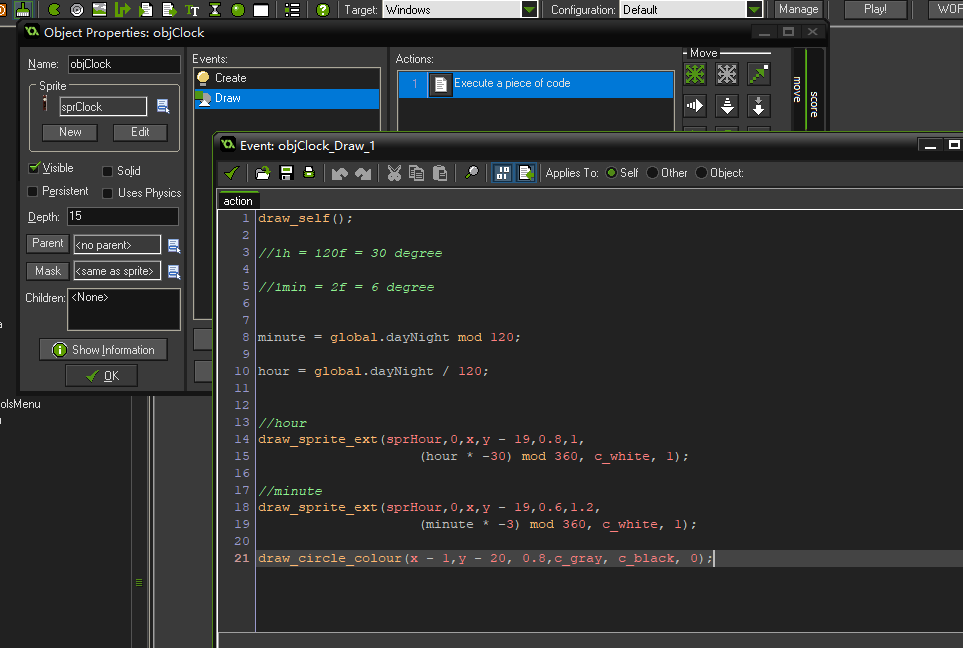 Target: Windows Configuration: Default Manage Play!
Object Properties: objClock
Name: objClock
Sprite
sprClock
New Edit
Visible Solid
Persistent Uses Physics
Depth: 15
Parent <no parent>
Mask <same as sprite>
Children: <None>
Show Information
OK
olsMenu
Events:
Create
Draw
Actions:
1 Execute a piece of code
Move
move
score
Event: objClock_Draw_1
Applies To: Self Other Object:
action
1 draw_self();
2
3 //1h = 120f = 30 degree
4
5 //1min = 2f = 6 degree
6
7
8 minute = global.dayNight mod 120;
9
10 hour = global.dayNight / 120;
11
12
13 //hour
14 draw_sprite_ext(sprHour,0,x,y - 19,0.8,1,
15 (hour * -30) mod 360, c_white, 1);
16
17 //minute
18 draw_sprite_ext(sprHour,0,x,y - 19,0.6,1.2,
19 (minute * -3) mod 360, c_white, 1);
20
21 draw_circle_colour(x - 1,y - 20, 0.8,c_gray, c_black, 0);